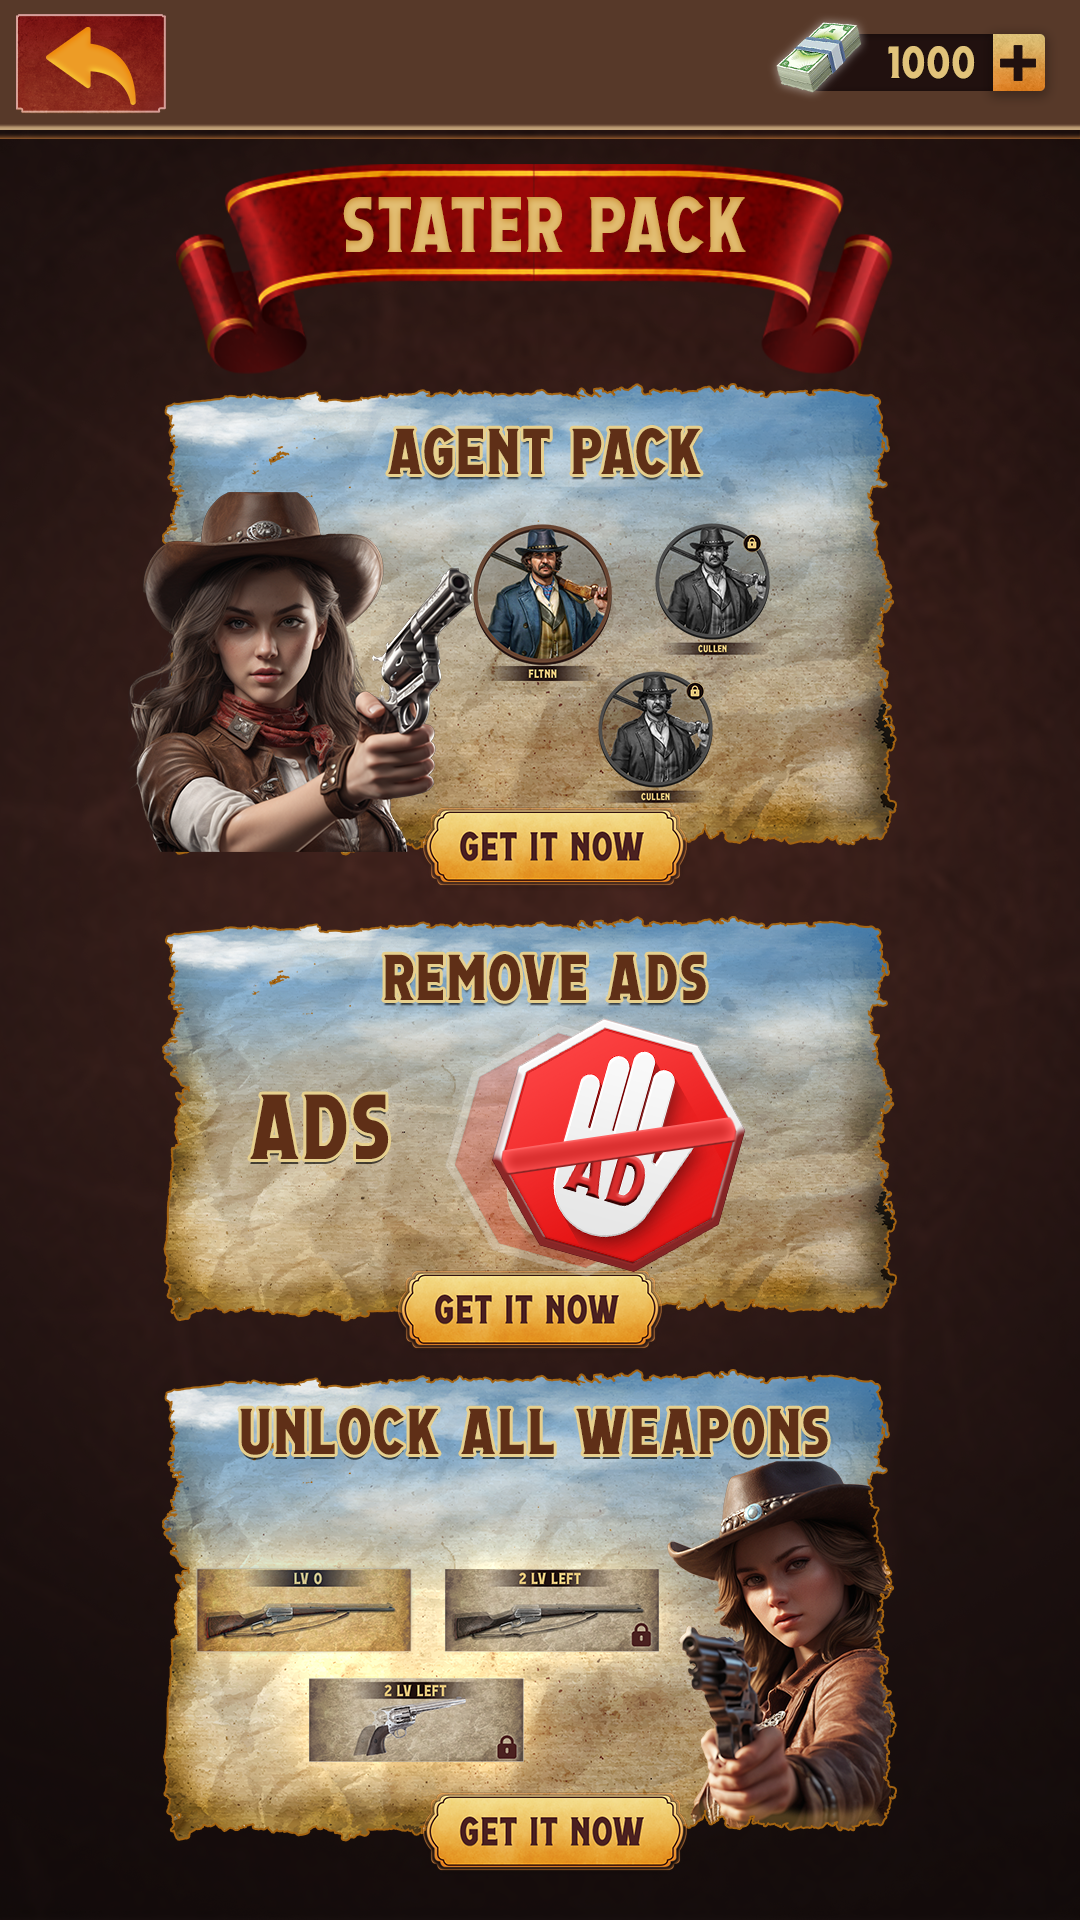 1000
STATER PACK
AGENT PACK
FLTNN
CULLEN
CULLEN
GET IT NOW
REMOVE ADS
ADS
AD
GET IT NOW
UNLOCK ALL WEAPONS
LV 0
2 LV LEFT
2 LV LEFT
GET IT NOW